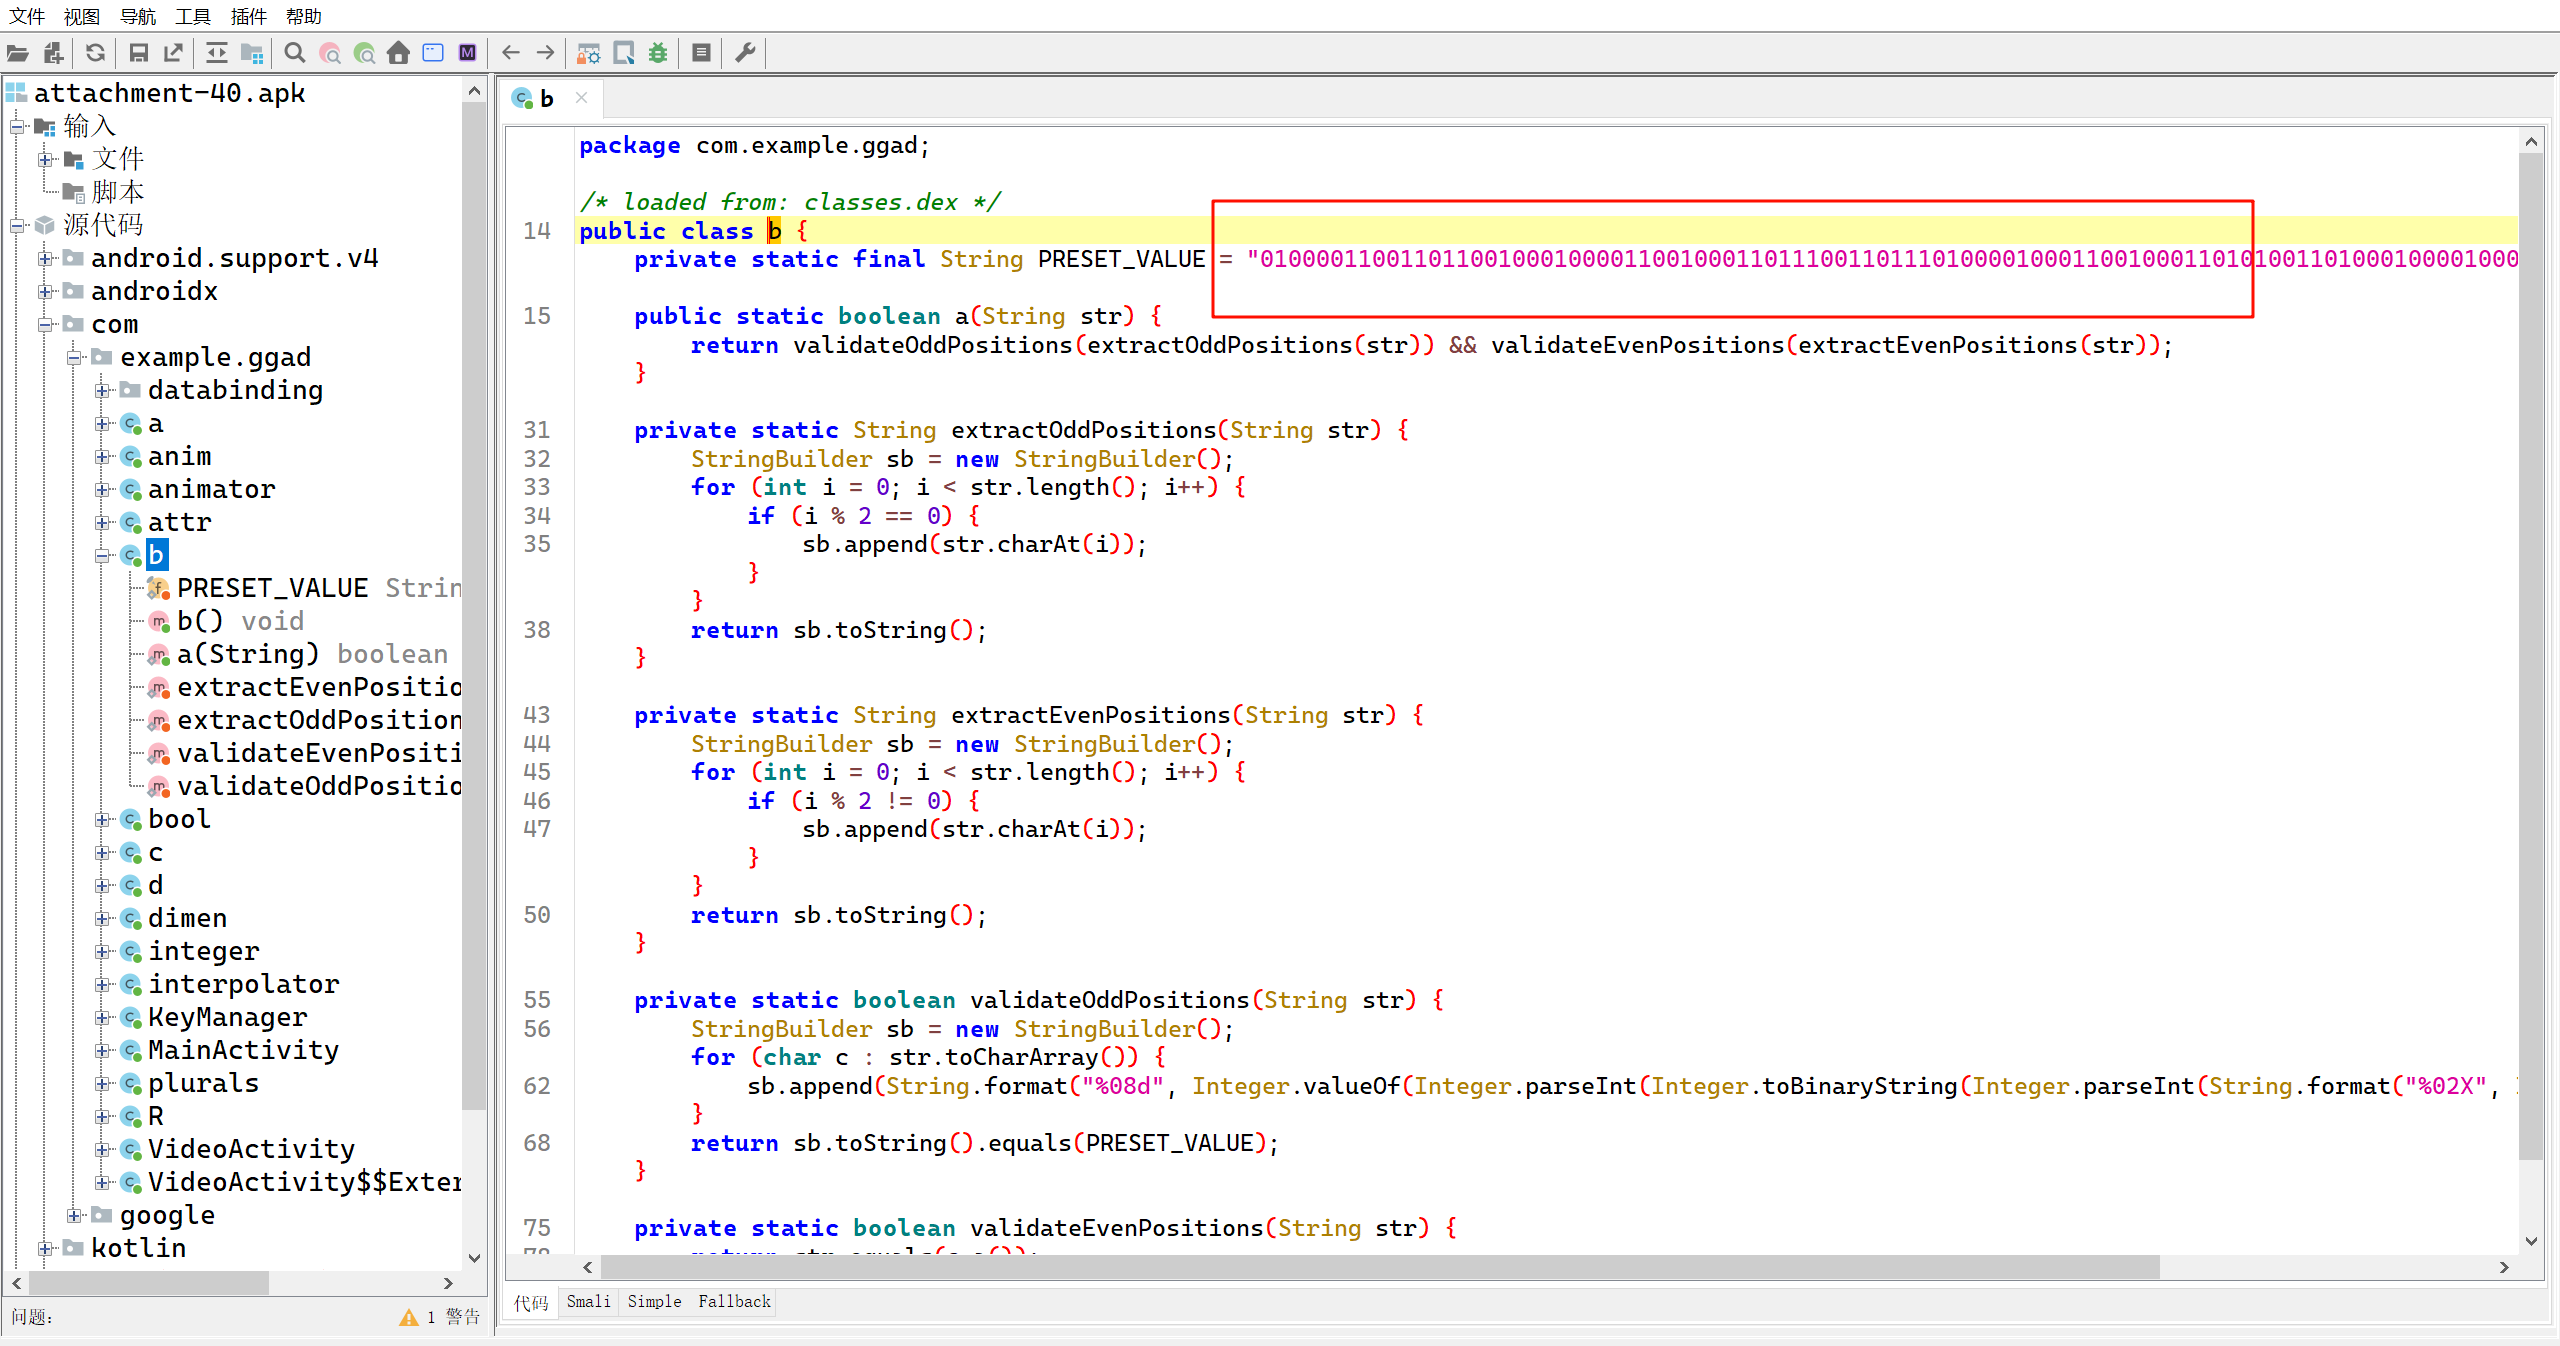 文件 视图 导航 工具 插件 帮助
attachment-40.apk
输入
文件
脚本
源代码
android.support.v4
androidx
com
example.ggad
databinding
a
anim
animator
attr
b
PRESET_VALUE Strin
b() void
a(String) boolean
extractEvenPositio
extractOddPosition
validateEvenPositi
validateOddPositio
bool
c
d
dimen
integer
interpolator
KeyManager
MainActivity
plurals
R
VideoActivity
VideoActivity$$Exter
google
kotlin
问题:
1 警告
b
package com.example.ggad;
/* loaded from: classes.dex */
14 public class b {
private static final String PRESET_VALUE = "010000110011011001000100001100100011011100110111010000100011001000110101001101000100001000
15 public static boolean a(String str) {
return validateOddPositions(extractOddPositions(str)) && validateEvenPositions(extractEvenPositions(str));
}
31 private static String extractOddPositions(String str) {
32 StringBuilder sb = new StringBuilder();
33 for (int i = 0; i < str.length(); i++) {
34 if (i % 2 == 0) {
35 sb.append(str.charAt(i));
}
}
38 return sb.toString();
}
43 private static String extractEvenPositions(String str) {
44 StringBuilder sb = new StringBuilder();
45 for (int i = 0; i < str.length(); i++) {
46 if (i % 2 != 0) {
47 sb.append(str.charAt(i));
}
}
50 return sb.toString();
}
55 private static boolean validateOddPositions(String str) {
56 StringBuilder sb = new StringBuilder();
for (char c : str.toCharArray()) {
62 sb.append(String.format("%08d", Integer.valueOf(Integer.parseInt(Integer.toBinaryString(Integer.parseInt(String.format("%02X",
}
68 return sb.toString().equals(PRESET_VALUE);
}
75 private static boolean validateEvenPositions(String str) {
代码 Smali Simple Fallback